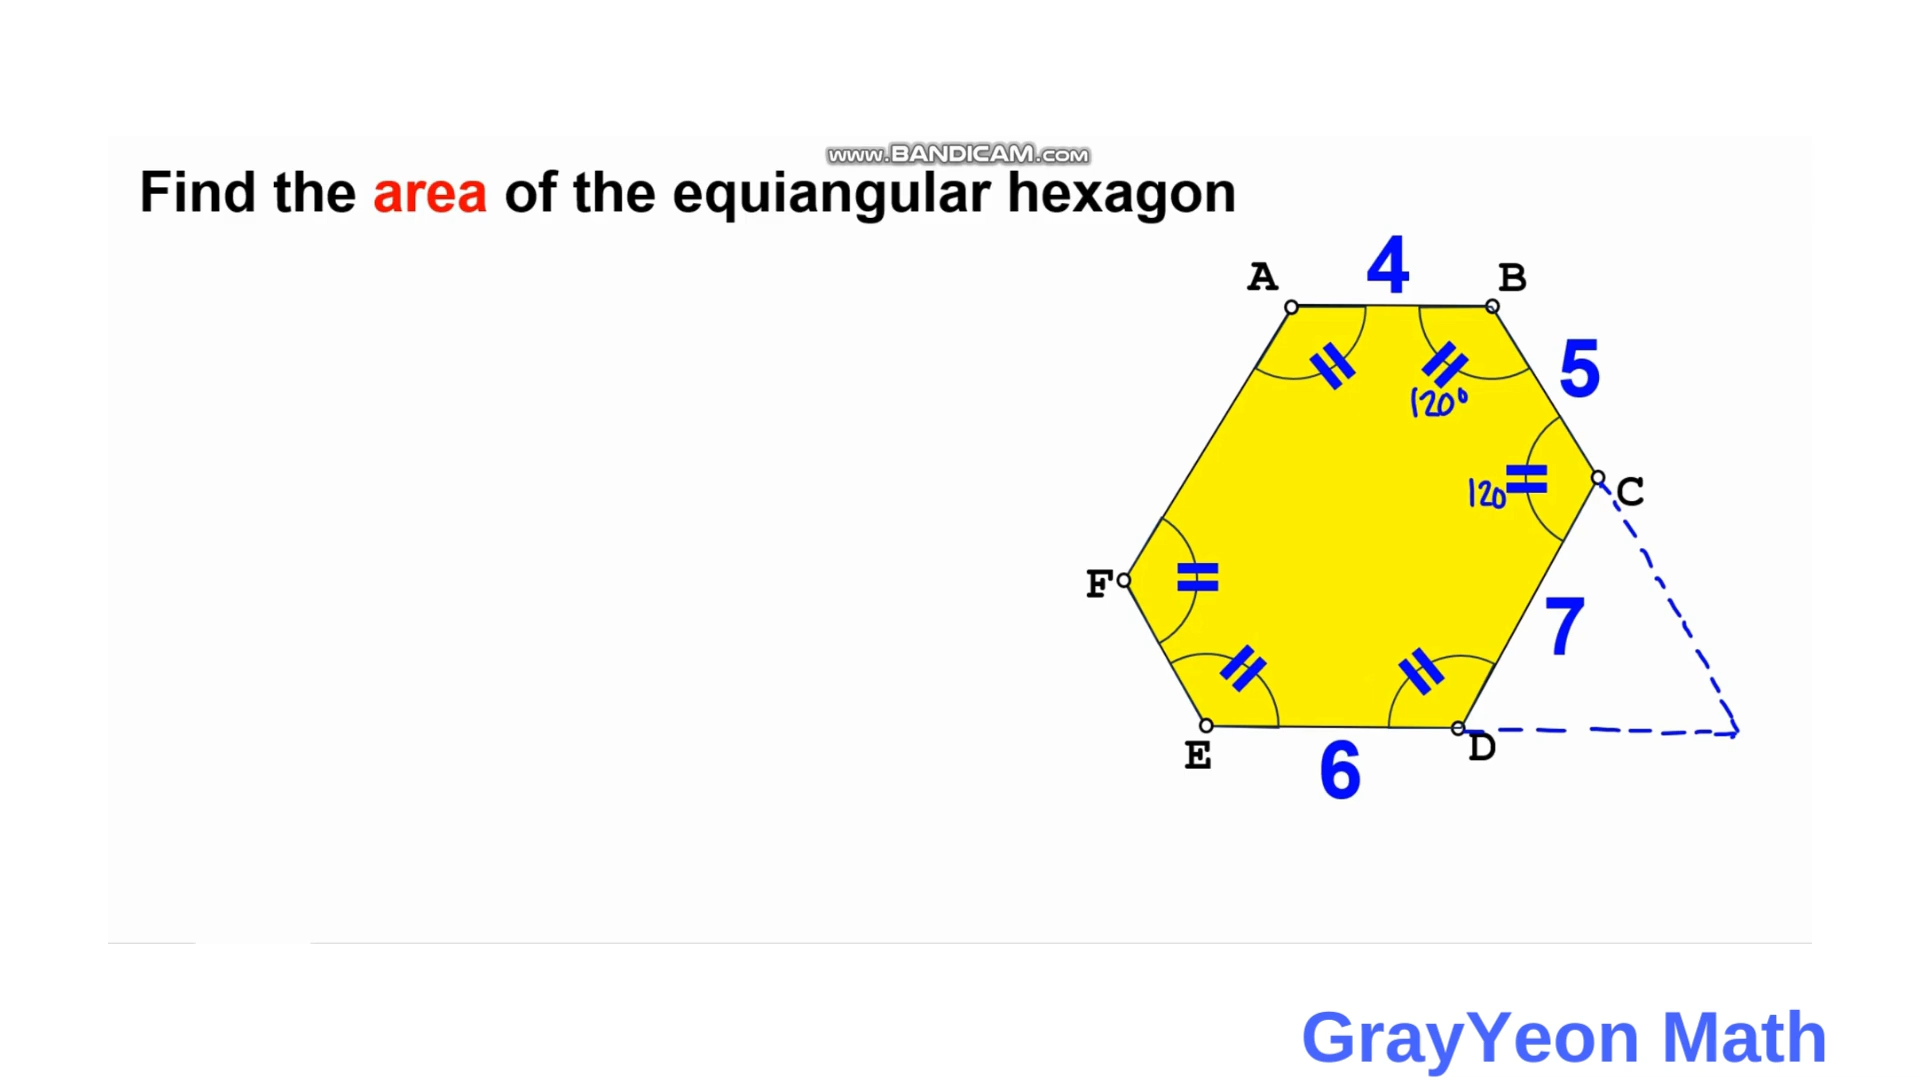 www.BANDICAM.com
Find the area of the equiangular hexagon
A 4 B
5
120°
120 C
F
7
E 6 D
GrayYeon Math